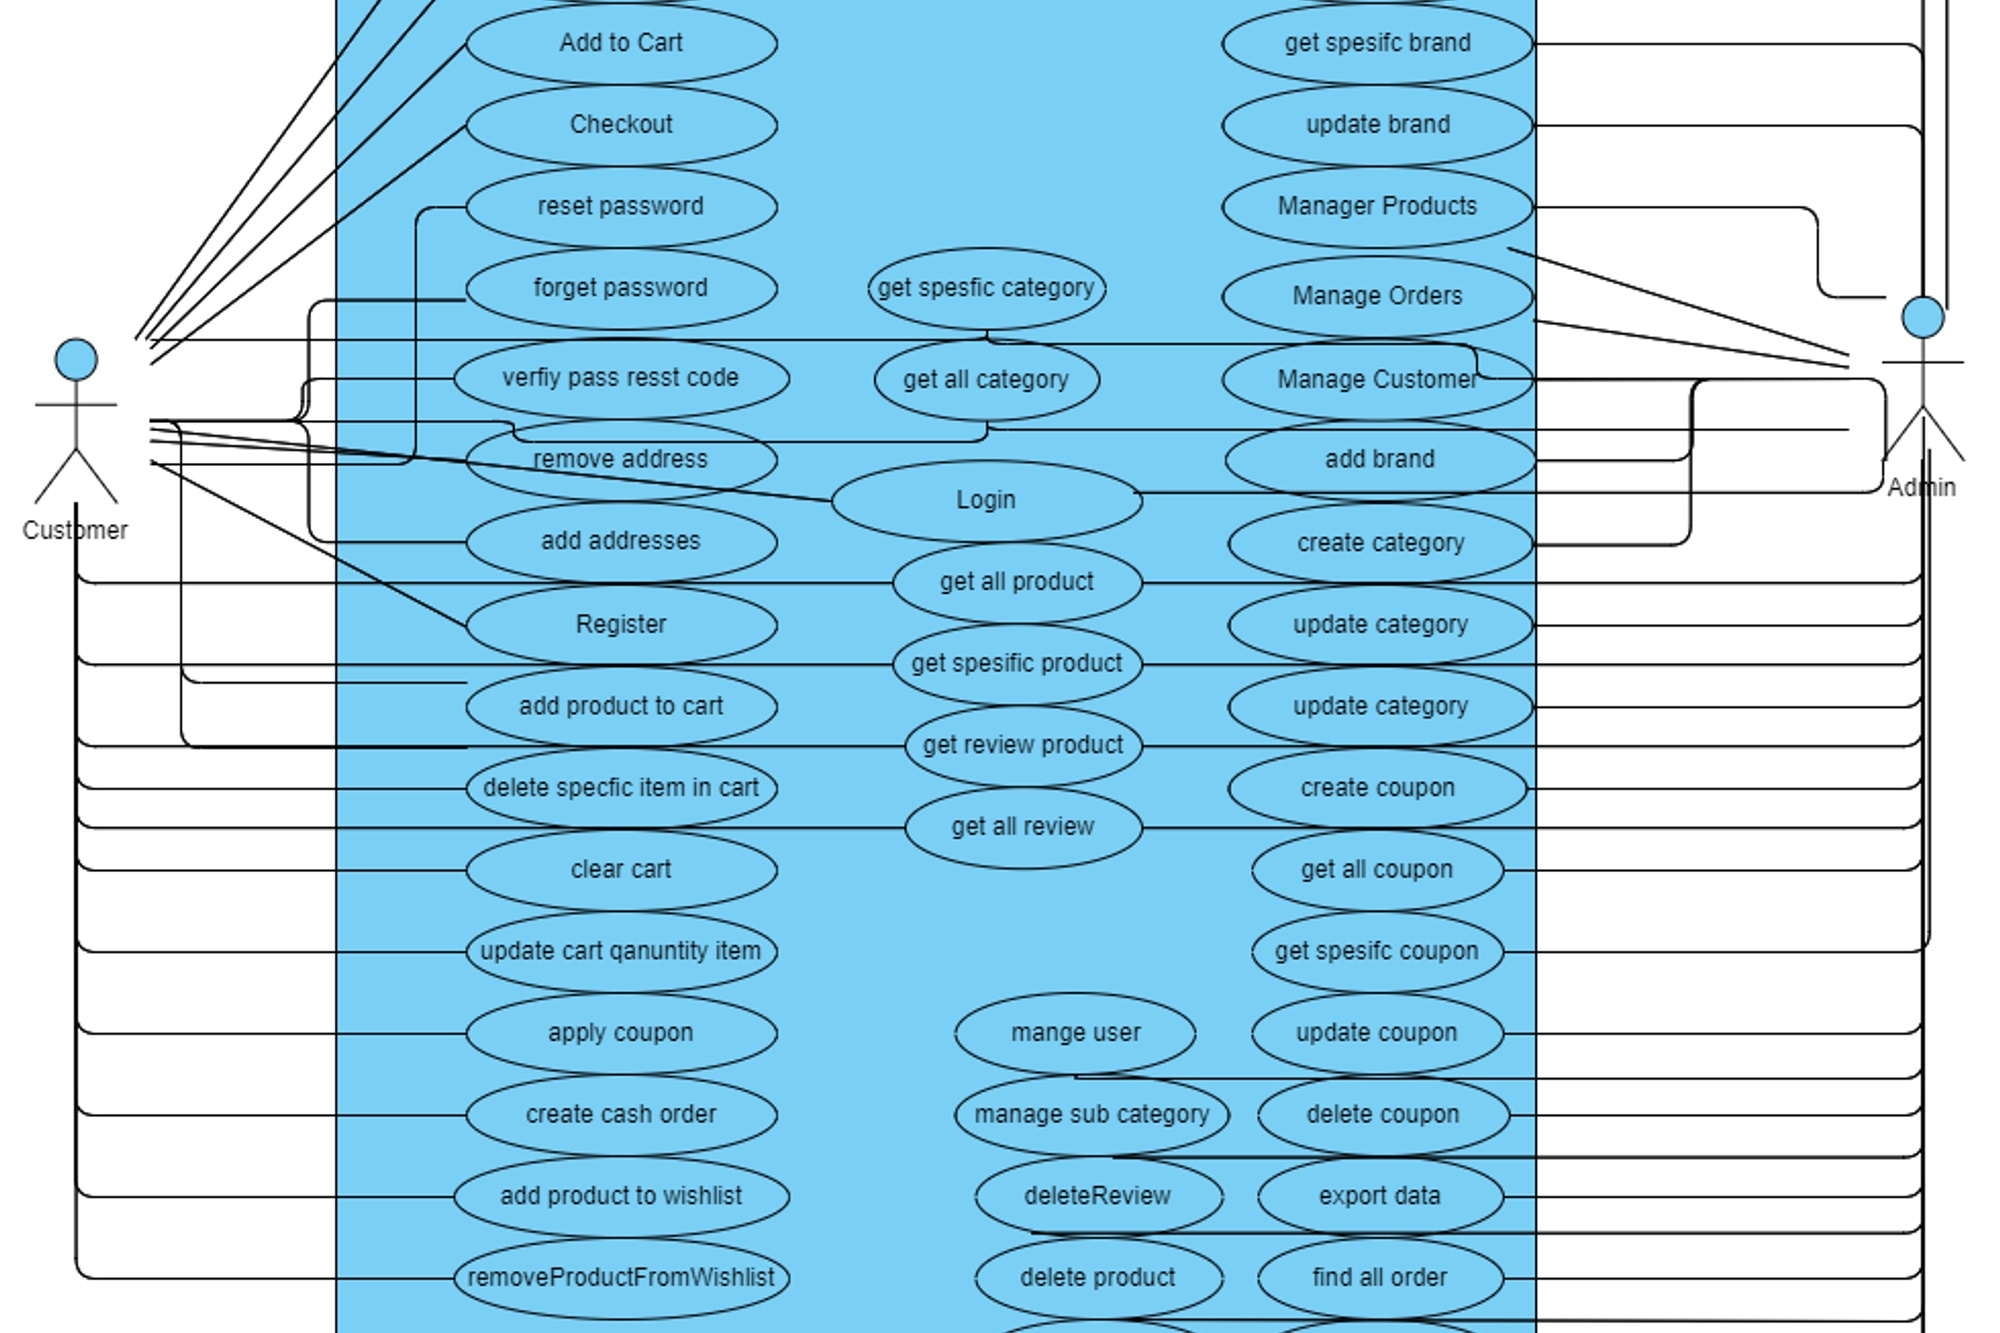 Add to Cart
get spesifc brand
Checkout
update brand
reset password
Manager Products
forget password
get spesfic category
Manage Orders
verfiy pass resst code
get all category
Manage Customer
remove address
add brand
Login
Admin
Customer
add addresses
create category
get all product
Register
update category
get spesific product
add product to cart
update category
get review product
delete specfic item in cart
create coupon
get all review
clear cart
get all coupon
update cart qanuntity item
get spesifc coupon
apply coupon
mange user
update coupon
create cash order
manage sub category
delete coupon
add product to wishlist
deleteReview
export data
removeProductFromWishlist
delete product
find all order